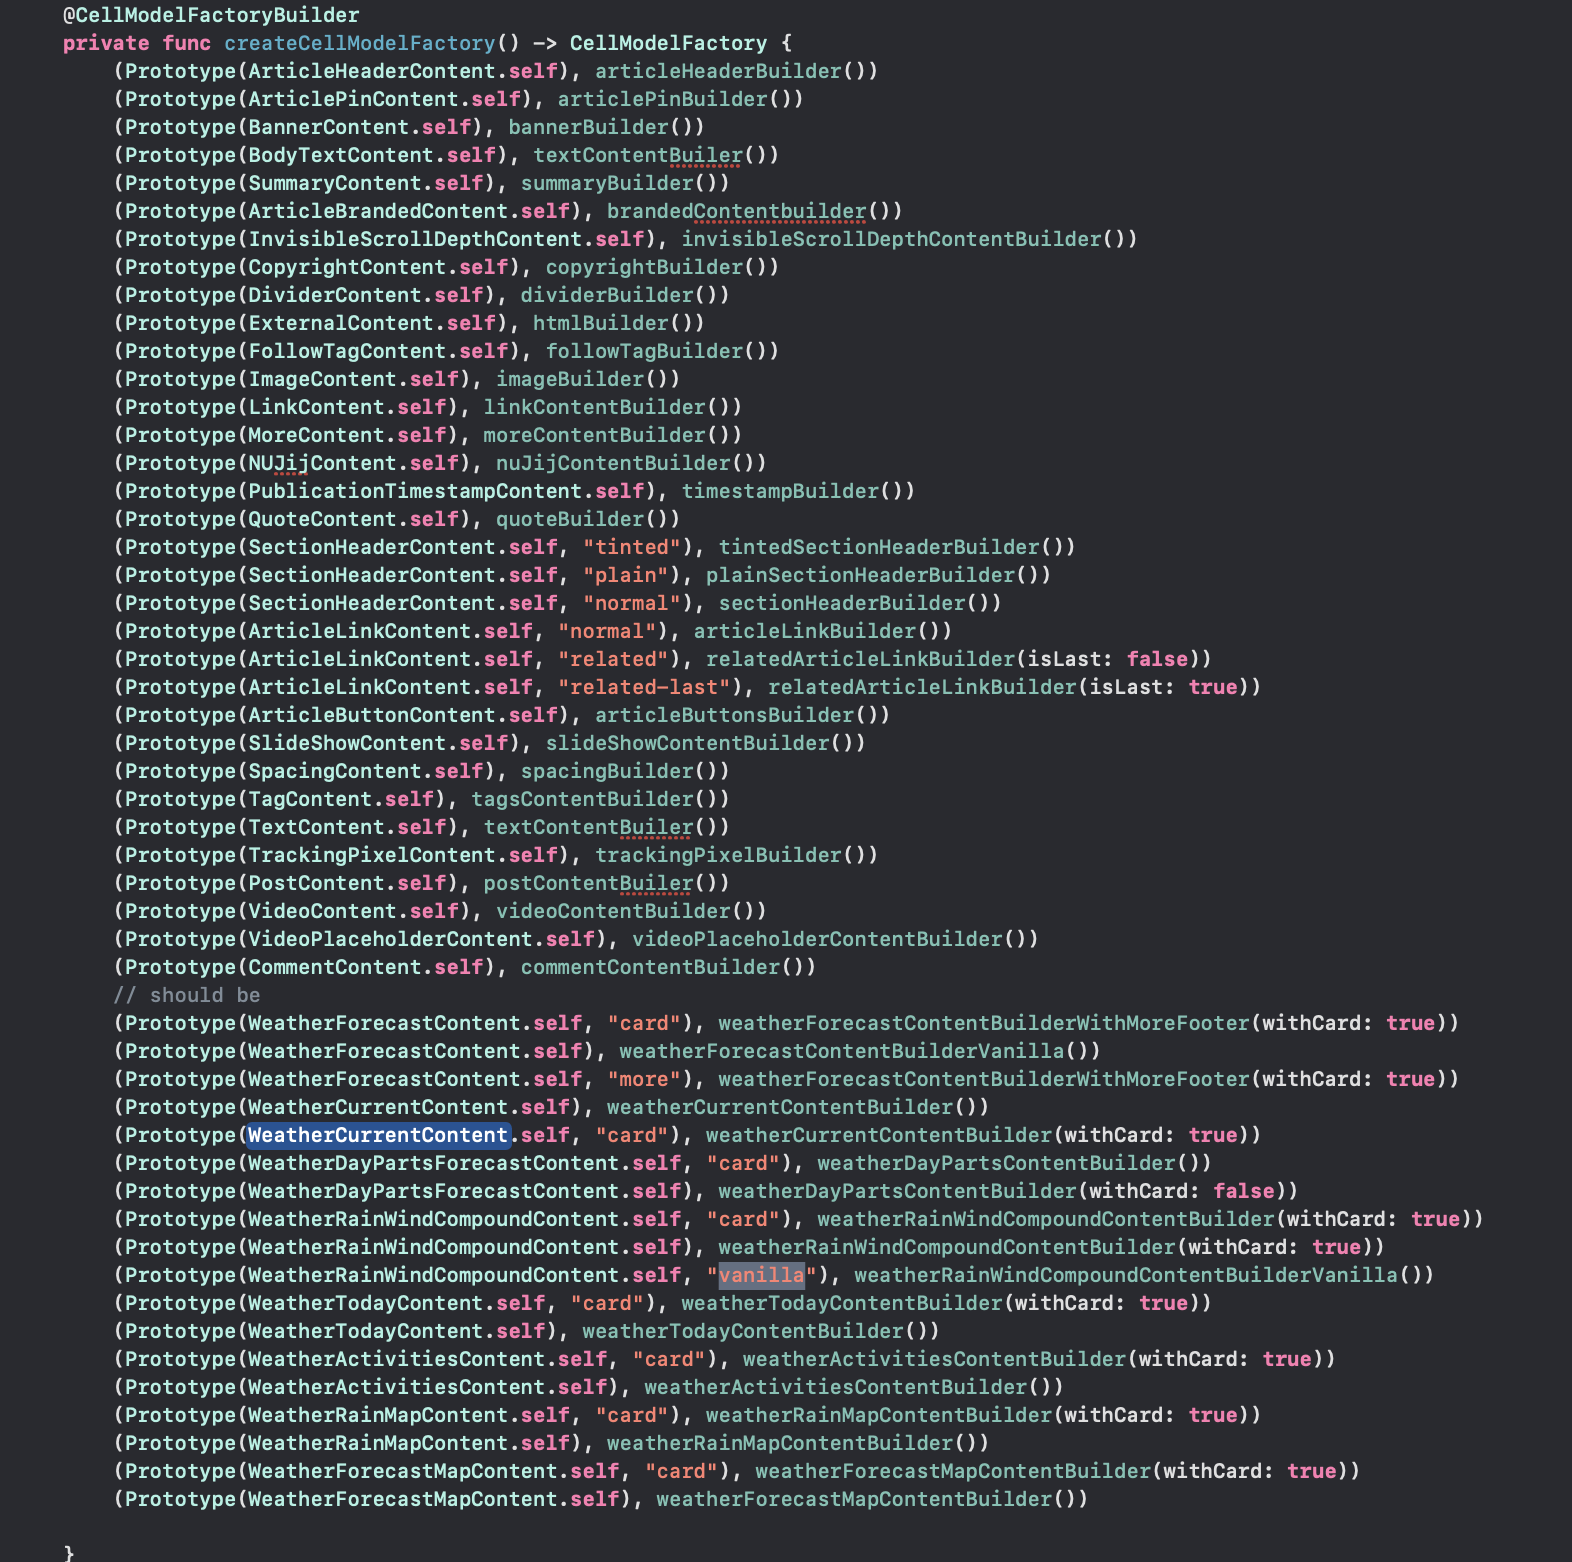 @CellModelFactoryBuilder
private func createCellModelFactory() -> CellModelFactory {
(Prototype(ArticleHeaderContent.self), articleHeaderBuilder())
(Prototype(ArticlePinContent.self), articlePinBuilder())
(Prototype(BannerContent.self), bannerBuilder())
(Prototype(BodyTextContent.self), textContentBuiler())
(Prototype(SummaryContent.self), summaryBuilder())
(Prototype(ArticleBrandedContent.self), brandedContentbuilder())
(Prototype(InvisibleScrollDepthContent.self), invisibleScrollDepthContentBuilder())
(Prototype(CopyrightContent.self), copyrightBuilder())
(Prototype(DividerContent.self), dividerBuilder())
(Prototype(ExternalContent.self), htmlBuilder())
(Prototype(FollowTagContent.self), followTagBuilder())
(Prototype(ImageContent.self), imageBuilder())
(Prototype(LinkContent.self), linkContentBuilder())
(Prototype(MoreContent.self), moreContentBuilder())
(Prototype(NUJijContent.self), nuJijContentBuilder())
(Prototype(PublicationTimestampContent.self), timestampBuilder())
(Prototype(QuoteContent.self), quoteBuilder())
(Prototype(SectionHeaderContent.self, "tinted"), tintedSectionHeaderBuilder())
(Prototype(SectionHeaderContent.self, "plain"), plainSectionHeaderBuilder())
(Prototype(SectionHeaderContent.self, "normal"), sectionHeaderBuilder())
(Prototype(ArticleLinkContent.self, "normal"), articleLinkBuilder())
(Prototype(ArticleLinkContent.self, "related"), relatedArticleLinkBuilder(isLast: false))
(Prototype(ArticleLinkContent.self, "related-last"), relatedArticleLinkBuilder(isLast: true))
(Prototype(ArticleButtonContent.self), articleButtonsBuilder())
(Prototype(SlideShowContent.self), slideShowContentBuilder())
(Prototype(SpacingContent.self), spacingBuilder())
(Prototype(TagContent.self), tagsContentBuilder())
(Prototype(TextContent.self), textContentBuiler())
(Prototype(TrackingPixelContent.self), trackingPixelBuilder())
(Prototype(PostContent.self), postContentBuiler())
(Prototype(VideoContent.self), videoContentBuilder())
(Prototype(VideoPlaceholderContent.self), videoPlaceholderContentBuilder())
(Prototype(CommentContent.self), commentContentBuilder())
// should be
(Prototype(WeatherForecastContent.self, "card"), weatherForecastContentBuilderWithMoreFooter(withCard: true))
(Prototype(WeatherForecastContent.self), weatherForecastContentBuilderVanilla())
(Prototype(WeatherForecastContent.self, "more"), weatherForecastContentBuilderWithMoreFooter(withCard: true))
(Prototype(WeatherCurrentContent.self), weatherCurrentContentBuilder())
(Prototype(WeatherCurrentContent.self, "card"), weatherCurrentContentBuilder(withCard: true))
(Prototype(WeatherDayPartsForecastContent.self, "card"), weatherDayPartsContentBuilder())
(Prototype(WeatherDayPartsForecastContent.self), weatherDayPartsContentBuilder(withCard: false))
(Prototype(WeatherRainWindCompoundContent.self, "card"), weatherRainWindCompoundContentBuilder(withCard: true))
(Prototype(WeatherRainWindCompoundContent.self), weatherRainWindCompoundContentBuilder(withCard: true))
(Prototype(WeatherRainWindCompoundContent.self, "vanilla"), weatherRainWindCompoundContentBuilderVanilla())
(Prototype(WeatherTodayContent.self, "card"), weatherTodayContentBuilder(withCard: true))
(Prototype(WeatherTodayContent.self), weatherTodayContentBuilder())
(Prototype(WeatherActivitiesContent.self, "card"), weatherActivitiesContentBuilder(withCard: true))
(Prototype(WeatherActivitiesContent.self), weatherActivitiesContentBuilder())
(Prototype(WeatherRainMapContent.self, "card"), weatherRainMapContentBuilder(withCard: true))
(Prototype(WeatherRainMapContent.self), weatherRainMapContentBuilder())
(Prototype(WeatherForecastMapContent.self, "card"), weatherForecastMapContentBuilder(withCard: true))
(Prototype(WeatherForecastMapContent.self), weatherForecastMapContentBuilder())
}